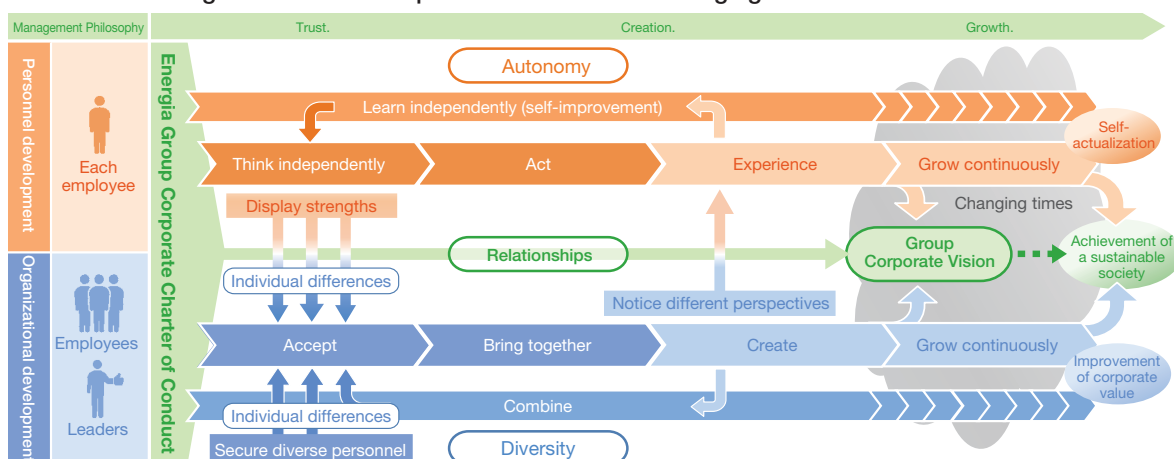 Management Philosophy
Trust.
Creation.
Growth.
Personnel development
Each
employee
Energia Group Corporate Charter of Conduct
Autonomy
Learn independently (self-improvement)
Think independently
Act
Experience
Grow continuously
Self-
actualization
Display strengths
Changing times
Relationships
Group
Corporate Vision
Achievement of
a sustainable
society
Individual differences
Notice different perspectives
Organizational development
Employees
Leaders
Accept
Bring together
Create
Grow continuously
Improvement
of corporate
value
Individual differences
Combine
Secure diverse personnel
Diversity